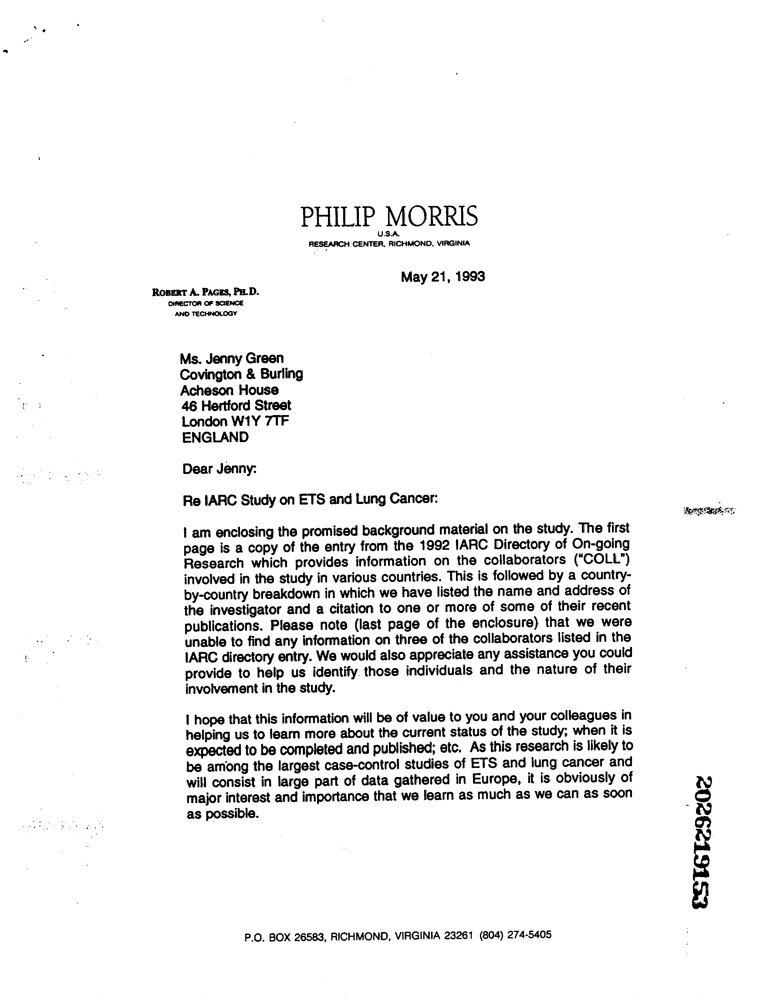 PHILIP MORRIS
U.S.A.
RESEARCH CENTER, RICHMOND, VIRGINIA
May 21, 1993
ROBERT A. PAGES, PH.D.
DIRECTOR OF SCIENCE
AND TECHNOLOGY
Ms. Jenny Green
Covington & Burling
Acheson House
46 Hertford Street
London W1Y 7TF
ENGLAND
Dear Jenny:
Re IARC Study on ETS and Lung Cancer:
I am enclosing the promised background material on the study. The first
page is a copy of the entry from the 1992 IARC Directory of On-going
Research which provides information on the collaborators ("COLL")
involved in the study in various countries. This is followed by a country-
by-country breakdown in which we have listed the name and address of
the investigator and a citation to one or more of some of their recent
publications. Please note (last page of the enclosure) that we were
unable to find any information on three of the collaborators listed in the
IARC directory entry. We would also appreciate any assistance you could
provide to help us identify those individuals and the nature of their
involvement in the study.
I hope that this information will be of value to you and your colleagues in
helping us to learn more about the current status of the study; when it is
expected to be completed and published; etc. As this research is likely to
be among the largest case-control studies of ETS and lung cancer and
will consist in large part of data gathered in Europe, it is obviously of
major interest and importance that we learn as much as we can as soon
as possible.
2026219153
P.O. BOX 26583, RICHMOND, VIRGINIA 23261 (804) 274-5405